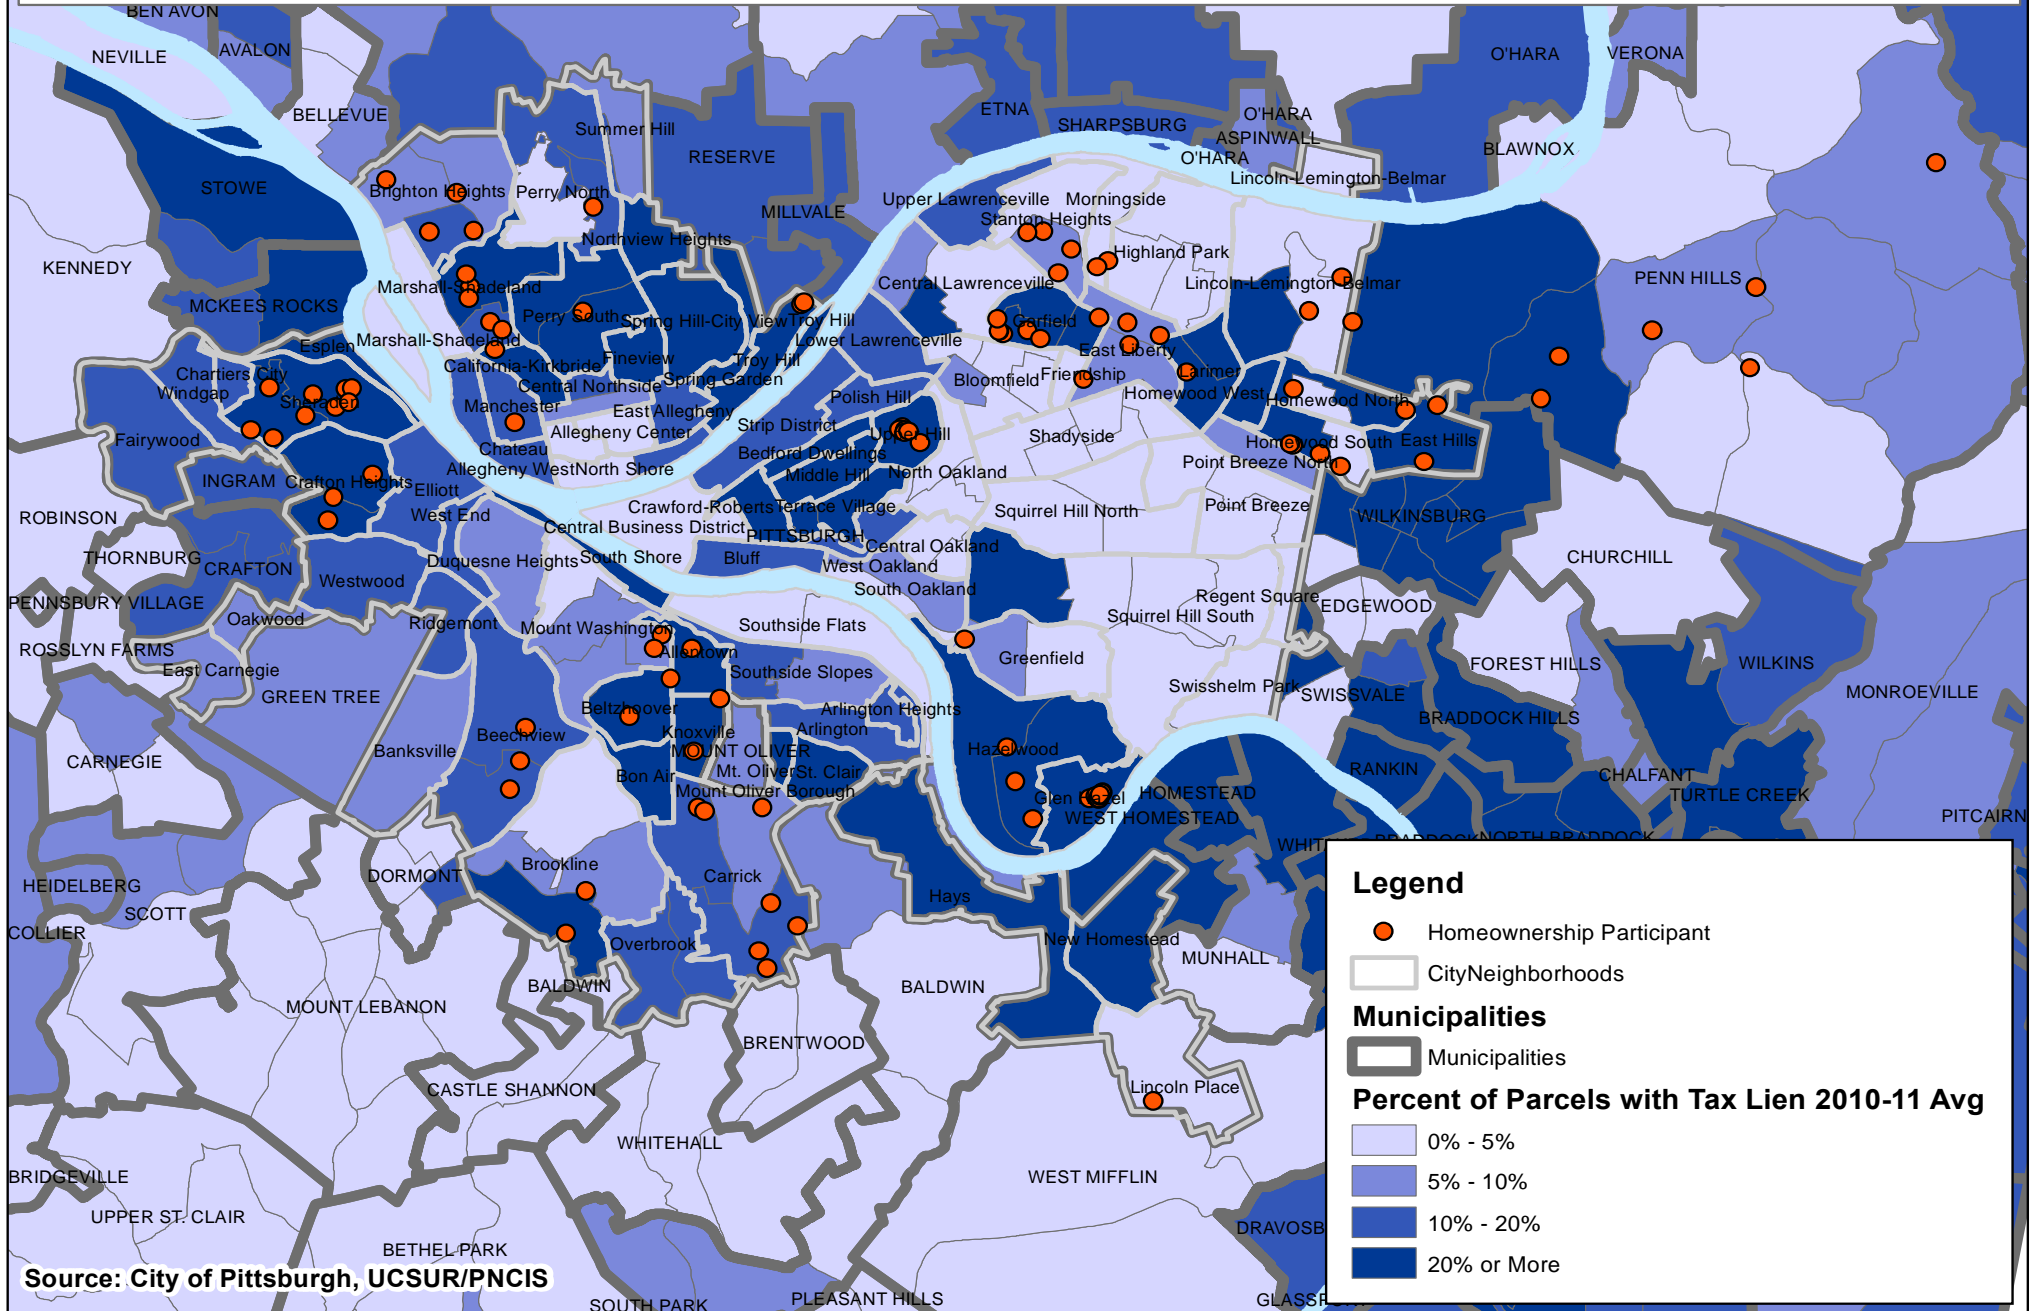 BEN AVON
NEVILLE
AVALON
O'HARA
VERONA
BELLEVUE
ETNA
O'HARA
SHARPSBURG
ASPINWALL
Summer Hill
RESERVE
O'HARA
BLAWNOX
STOWE
Brighton Heights
Perry North
Lincoln-Lemington-Belmar
MILLVALE
Upper Lawrenceville
Morningside
Stanton Heights
Northview Heights
KENNEDY
Highland Park
MCKEES ROCKS
Marshall-Shadeland
Central Lawrenceville
Lincoln-Lemington-Belmar
PENN HILLS
Perry South
Spring Hill-City View
Troy Hill
Garfield
Esplen
Marshall-Shadeland
Lower Lawrenceville
Fineview
Troy Hill
East Liberty
Chartiers City
California-Kirkbride
Spring Garden
Bloomfield
Friendship
Larimer
Windgap
Central Northside
Homewood West
Sheraden
Manchester
East Allegheny
Polish Hill
Homewood North
Fairywood
Allegheny Center
Strip District
Upper Hill
Shadyside
Homewood South
East Hills
Chateau
Bedford Dwellings
Point Breeze North
INGRAM
Crafton Heights
Allegheny West
North Shore
Middle Hill
North Oakland
Elliott
ROBINSON
West End
Crawford-Roberts
Terrace Village
Squirrel Hill North
Point Breeze
WILKINSBURG
Central Business District
PITTSBURGH
THORNBURG
CRAFTON
Duquesne Heights
South Shore
Bluff
Central Oakland
CHURCHILL
Westwood
West Oakland
PENNSBURY VILLAGE
South Oakland
Regent Square
EDGEWOOD
Oakwood
Ridgemont
Mount Washington
Southside Flats
Squirrel Hill South
ROSSLYN FARMS
Allentown
Greenfield
FOREST HILLS
WILKINS
East Carnegie
Southside Slopes
GREEN TREE
Swisshelm Park
SWISSVALE
MONROEVILLE
Beltzhoover
Arlington Heights
BRADDOCK HILLS
Banksville
Beechview
Knoxville
Arlington
Hazelwood
MOUNT OLIVER
CARNEGIE
Bon Air
Mt. Oliver
St. Clair
RANKIN
CHALFANT
Mount Oliver Borough
Glen Hazel
HOMESTEAD
TURTLE CREEK
WEST HOMESTEAD
PITCAIRN
BRADDOCK
NORTH BRADDOCK
Brookline
DORMONT
Carrick
HEIDELBERG
Hays
SCOTT
COLLIER
Overbrook
New Homestead
MUNHALL
BALDWIN
BALDWIN
MOUNT LEBANON
BRENTWOOD
CASTLE SHANNON
Lincoln Place
WHITEHALL
BRIDGEVILLE
WEST MIFFLIN
UPPER ST. CLAIR
DRAVOSB
BETHEL PARK
SOUTH PARK
PLEASANT HILLS
Legend
Homeownership Participant
CityNeighborhoods
Municipalities
Municipalities
Percent of Parcels with Tax Lien 2010-11 Avg
0% - 5%
5% - 10%
10% - 20%
20% or More
Source: City of Pittsburgh, UCSUR/PNCIS